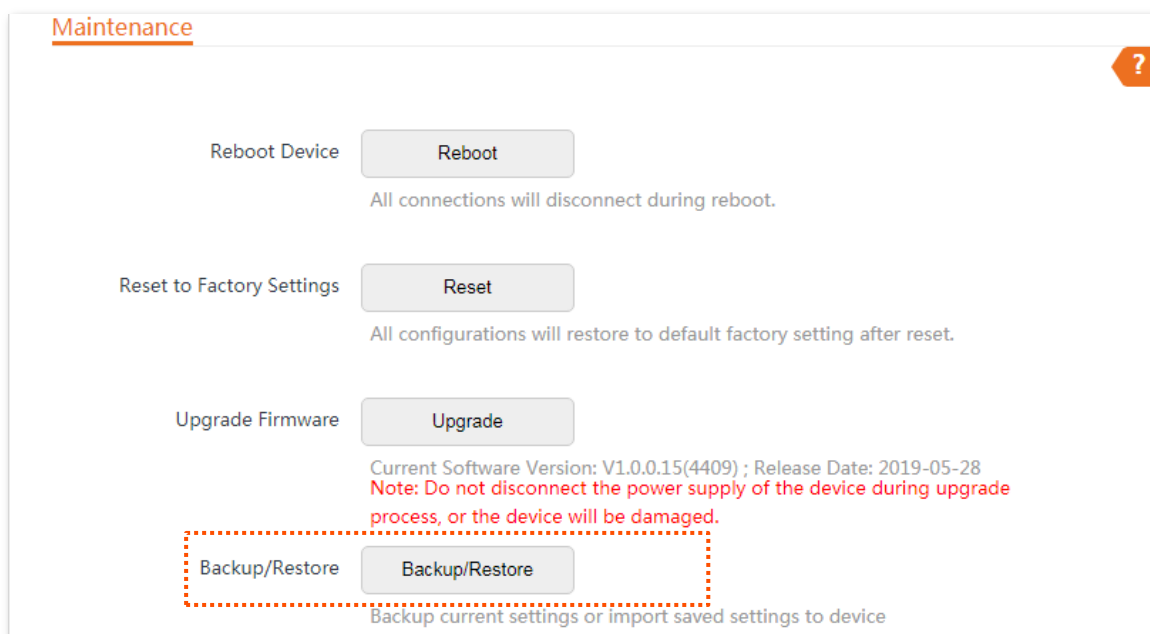 Maintenance
?
Reboot Device Reboot
All connections will disconnect during reboot.
Reset to Factory Settings Reset
All configurations will restore to default factory setting after reset.
Upgrade Firmware Upgrade
Current Software Version: V1.0.0.15(4409) ; Release Date: 2019-05-28
Note: Do not disconnect the power supply of the device during upgrade
process, or the device will be damaged.
Backup/Restore Backup/Restore
Backup current settings or import saved settings to device